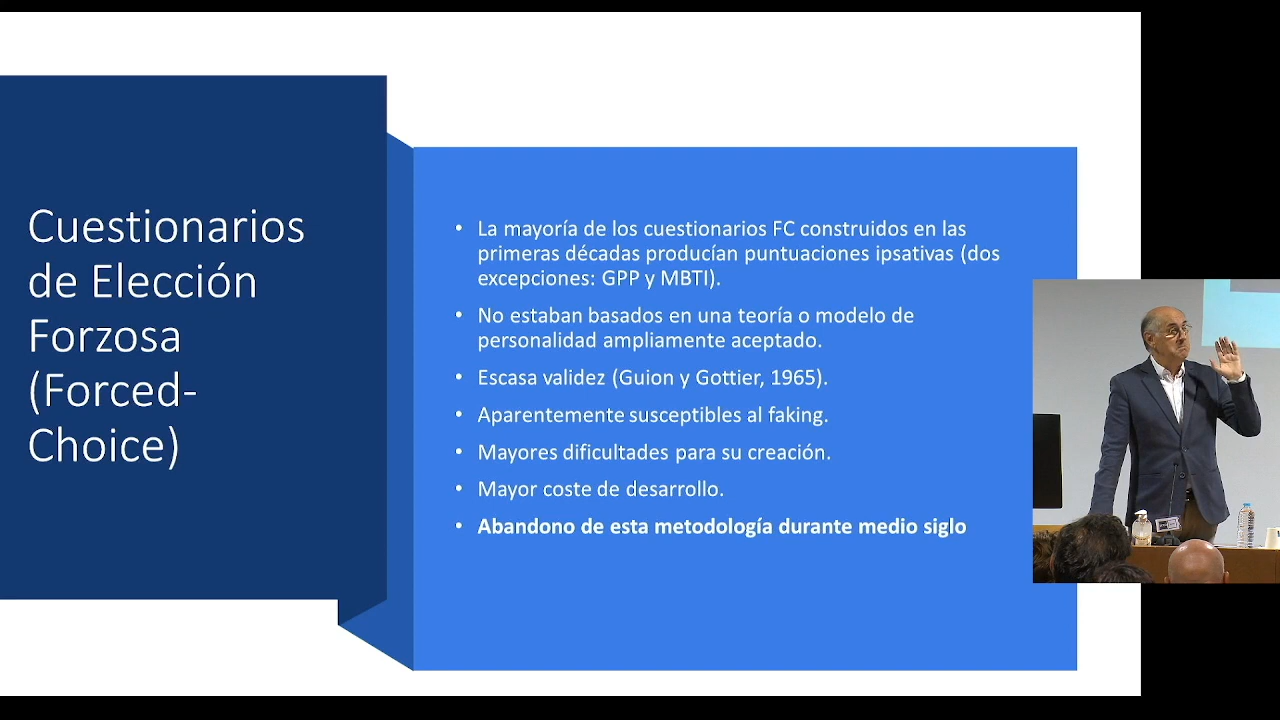 Cuestionarios
de Elección
Forzosa
(Forced-
Choice)
• La mayoría de los cuestionarios FC construidos en las
primeras décadas producían puntuaciones ipsativas (dos
excepciones: GPP y MBTI).
• No estaban basados en una teoría o modelo de
personalidad ampliamente aceptado.
• Escasa validez (Guion y Gottier, 1965).
• Aparentemente susceptibles al faking.
• Mayores dificultades para su creación.
• Mayor coste de desarrollo.
• Abandono de esta metodología durante medio siglo